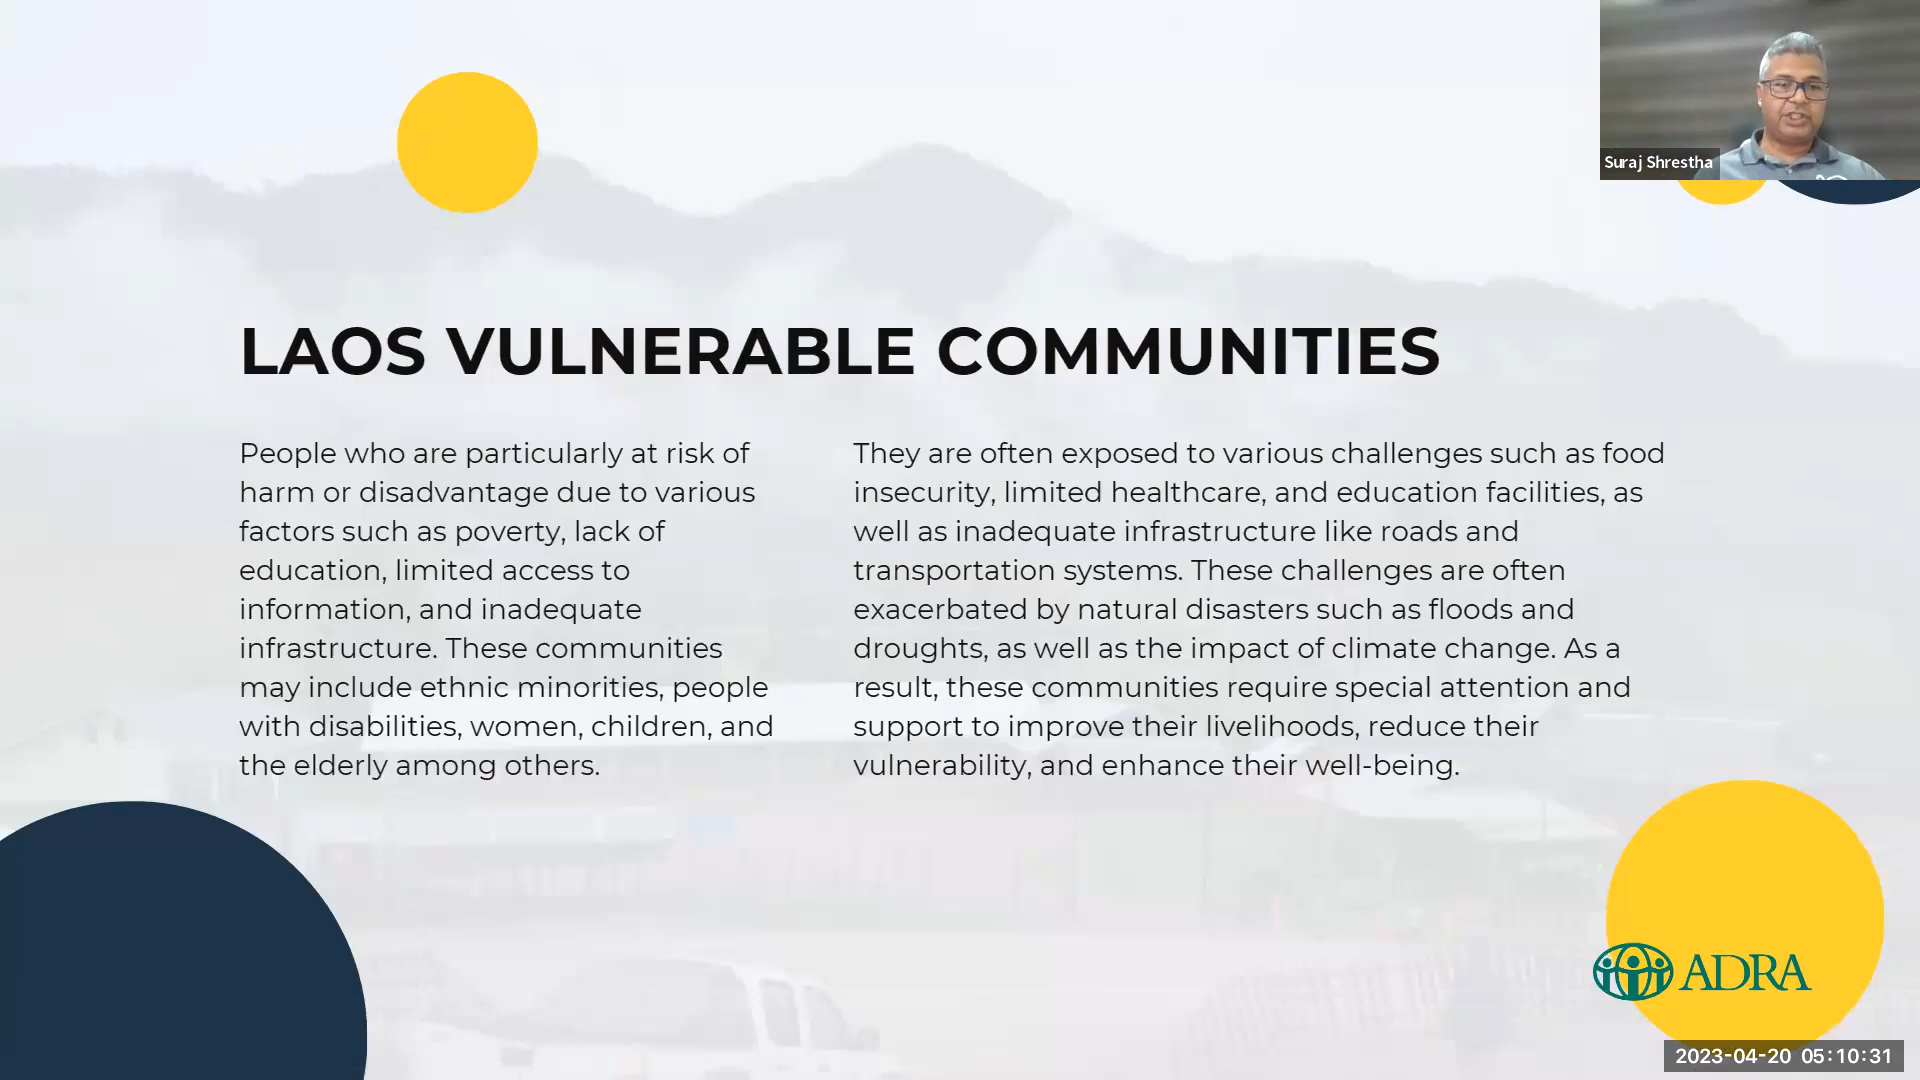 Suraj Shrestha
LAOS VULNERABLE COMMUNITIES
People who are particularly at risk of
harm or disadvantage due to various
factors such as poverty, lack of
education, limited access to
information, and inadequate
infrastructure. These communities
may include ethnic minorities, people
with disabilities, women, children, and
the elderly among others.
They are often exposed to various challenges such as food
insecurity, limited healthcare, and education facilities, as
well as inadequate infrastructure like roads and
transportation systems. These challenges are often
exacerbated by natural disasters such as floods and
droughts, as well as the impact of climate change. As a
result, these communities require special attention and
support to improve their livelihoods, reduce their
vulnerability, and enhance their well-being.
ADRA
2023-04-20 05:10:31